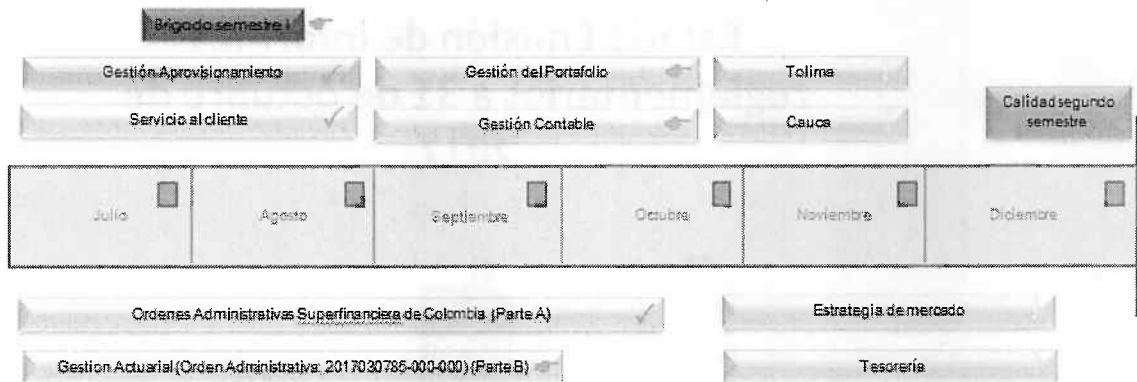 Brigada semestre I
Gestión Aprovisionamiento
Gestión del Portafolio
Tolima
Servicio al cliente
Gestión Contable
Cauca
Calidad segundo
semestre
Julio
Agosto
Septiembre
Octubre
Noviembre
Diciembre
Ordenes Administrativas Superfinanciera de Colombia (Parte A)
Estrategia de mercado
Gestion Actuarial (Orden Administrativa: 2017030785-000-000) (Parte B)
Tesorería